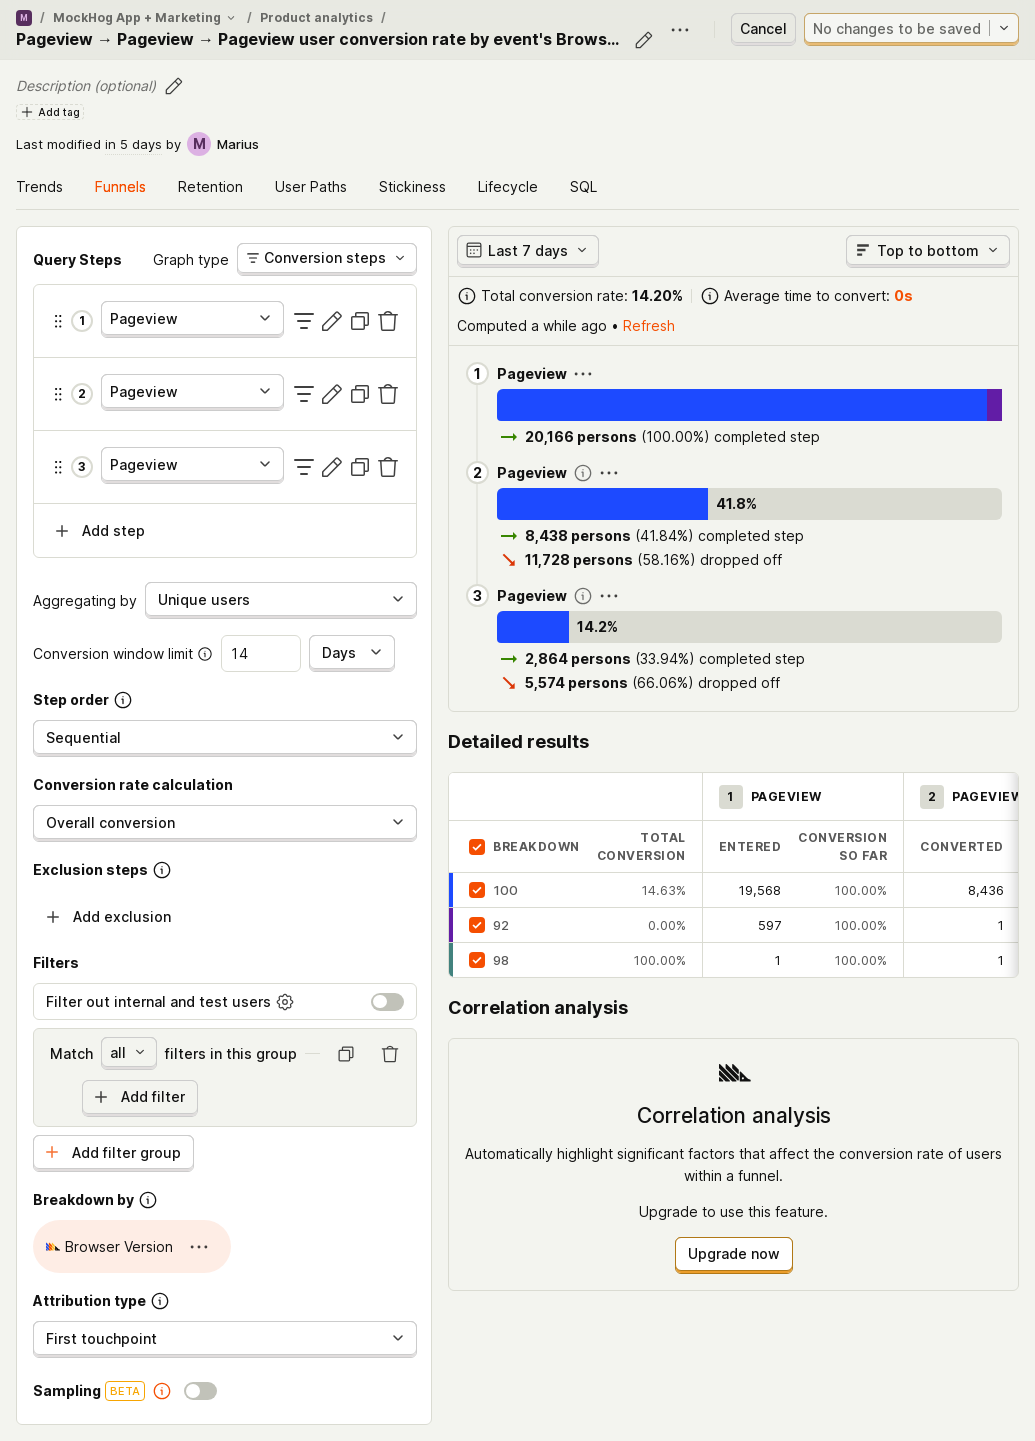 M / MockHog App + Marketing / Product analytics /
Pageview → Pageview → Pageview user conversion rate by event's Brows...
Cancel
No changes to be saved
Description (optional)
Add tag
Last modified in 5 days by M Marius
Trends Funnels Retention User Paths Stickiness Lifecycle SQL
Query Steps Graph type Conversion steps
1 Pageview
2 Pageview
3 Pageview
Add step
Aggregating by Unique users
Conversion window limit 14 Days
Step order
Sequential
Conversion rate calculation
Overall conversion
Exclusion steps
Add exclusion
Filters
Filter out internal and test users
Match all filters in this group
Add filter
Add filter group
Breakdown by
Browser Version
Attribution type
First touchpoint
Sampling BETA
Last 7 days Top to bottom
Total conversion rate: 14.20% Average time to convert: 0s
Computed a while ago • Refresh
1 Pageview
20,166 persons (100.00%) completed step
2 Pageview
41.8%
8,438 persons (41.84%) completed step
11,728 persons (58.16%) dropped off
3 Pageview
14.2%
2,864 persons (33.94%) completed step
5,574 persons (66.06%) dropped off
Detailed results
1 PAGEVIEW 2 PAGEVIEW
BREAKDOWN TOTAL CONVERSION ENTERED CONVERSION SO FAR CONVERTED
100 14.63% 19,568 100.00% 8,436
92 0.00% 597 100.00% 1
98 100.00% 1 100.00% 1
Correlation analysis
Correlation analysis
Automatically highlight significant factors that affect the conversion rate of users
within a funnel.
Upgrade to use this feature.
Upgrade now